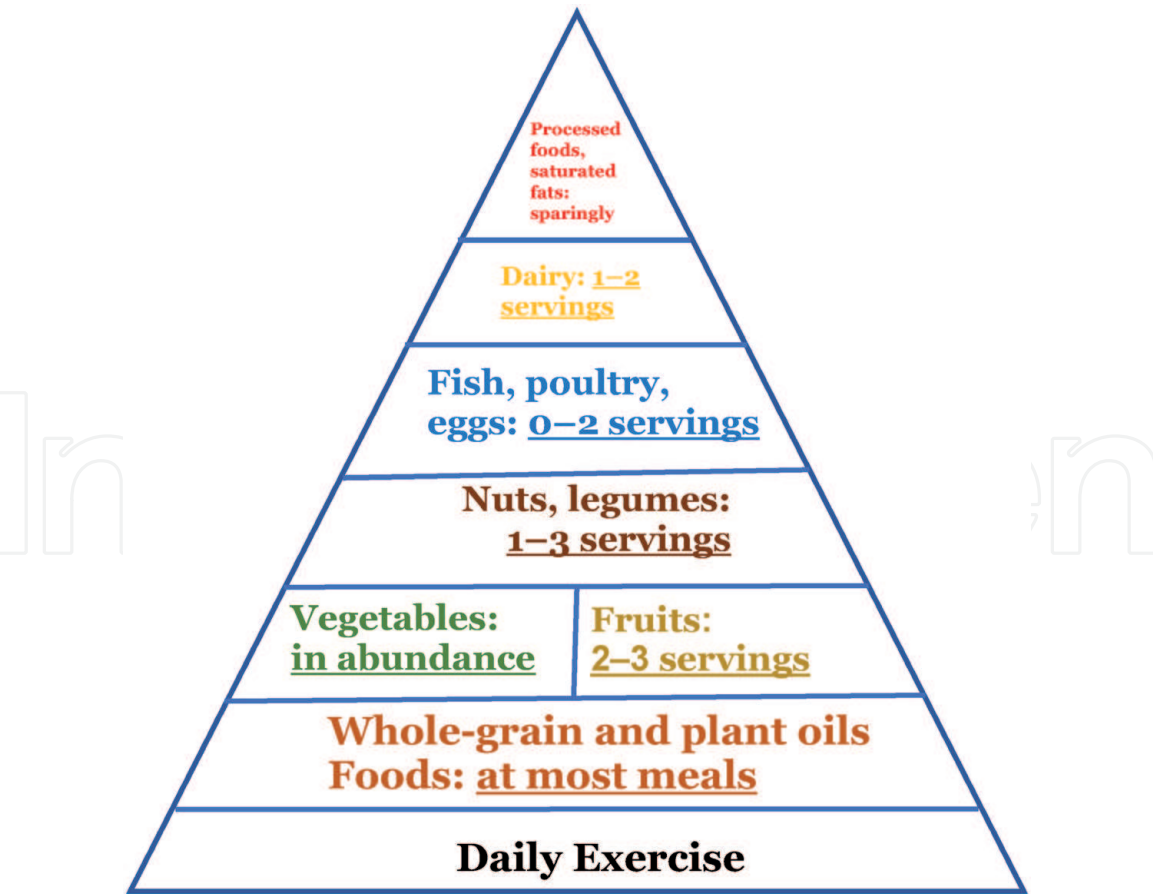 Processed
foods,
saturated
fats:
sparingly
Dairy: 1–2
servings
Fish, poultry,
eggs: 0–2 servings
Nuts, legumes:
1–3 servings
Vegetables:
in abundance
Fruits:
2–3 servings
Whole-grain and plant oils
Foods: at most meals
Daily Exercise